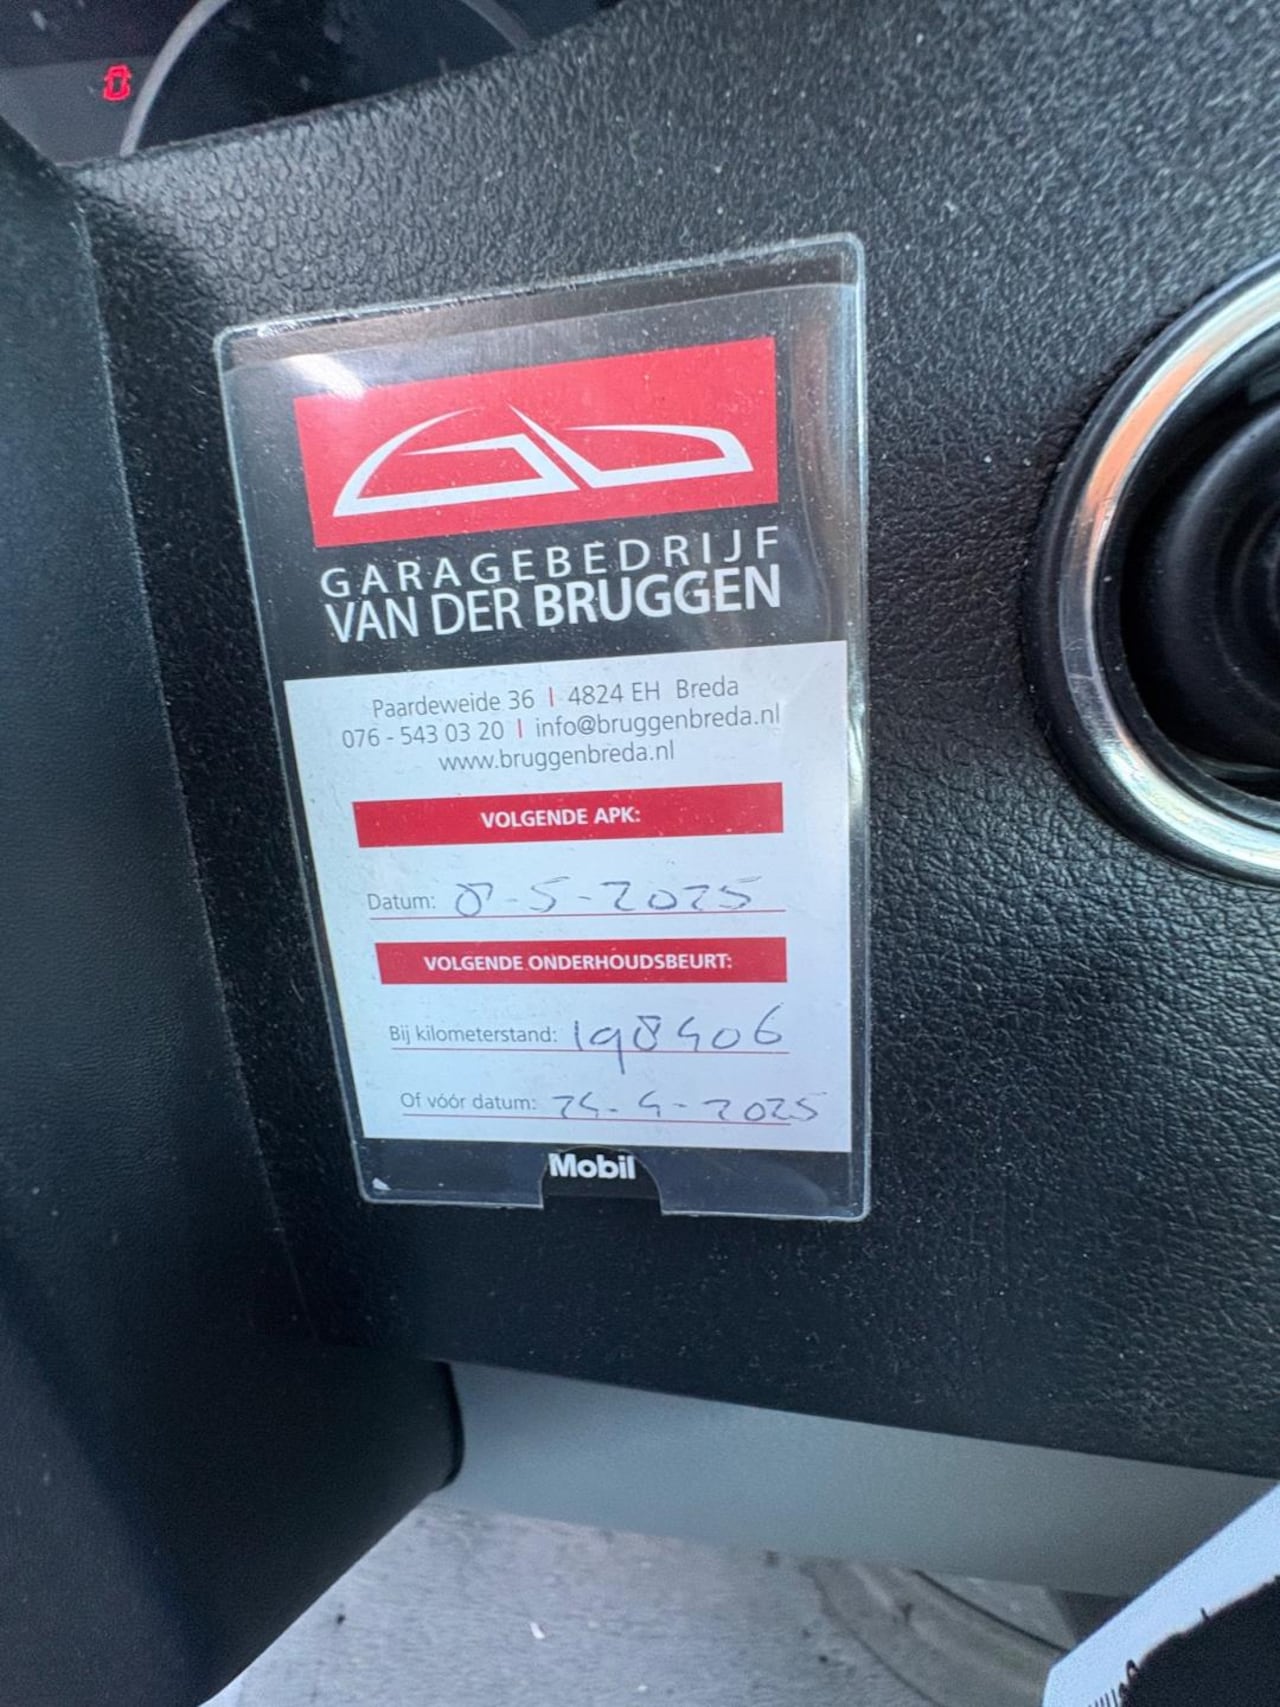 GARAGEBEDRIJF
VAN DER BRUGGEN
Paardeweide 36 | 4824 EH Breda
076 - 543 03 20 | info@bruggenbreda.nl
www.bruggenbreda.nl
VOLGENDE APK:
Datum: 8-5-2025
VOLGENDE ONDERHOUDSBEURT:
Bij kilometerstand: 198406
Of vóór datum: 24-4-2025
Mobil